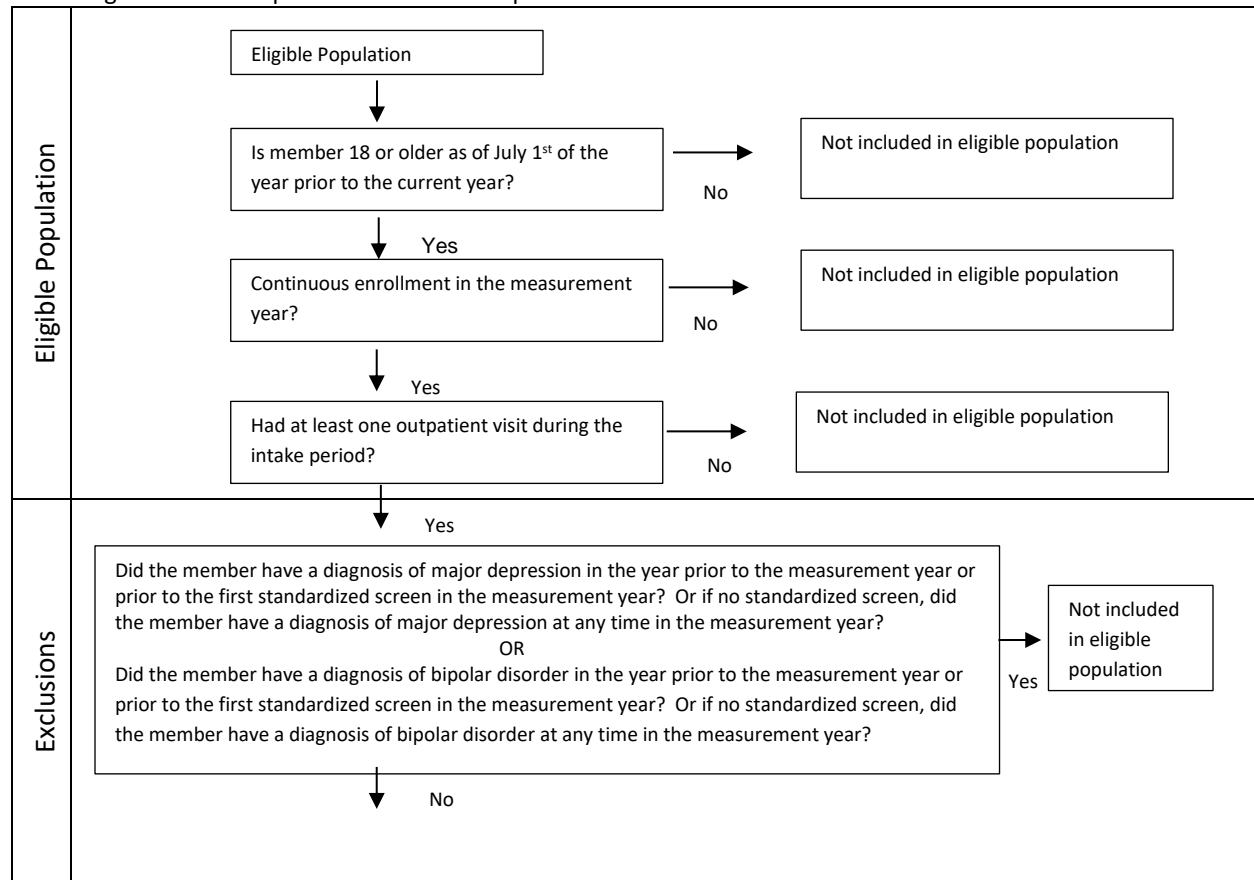 Eligible Population
Eligible Population
Is member 18 or older as of July 1st of the
year prior to the current year?
Not included in eligible population
No
Yes
Continuous enrollment in the measurement
year?
Not included in eligible population
No
Yes
Had at least one outpatient visit during the
intake period?
Not included in eligible population
No
Yes
Exclusions
Did the member have a diagnosis of major depression in the year prior to the measurement year or
prior to the first standardized screen in the measurement year? Or if no standardized screen, did
the member have a diagnosis of major depression at any time in the measurement year?
OR
Did the member have a diagnosis of bipolar disorder in the year prior to the measurement year or
prior to the first standardized screen in the measurement year? Or if no standardized screen, did
the member have a diagnosis of bipolar disorder at any time in the measurement year?
Yes
Not included
in eligible
population
No